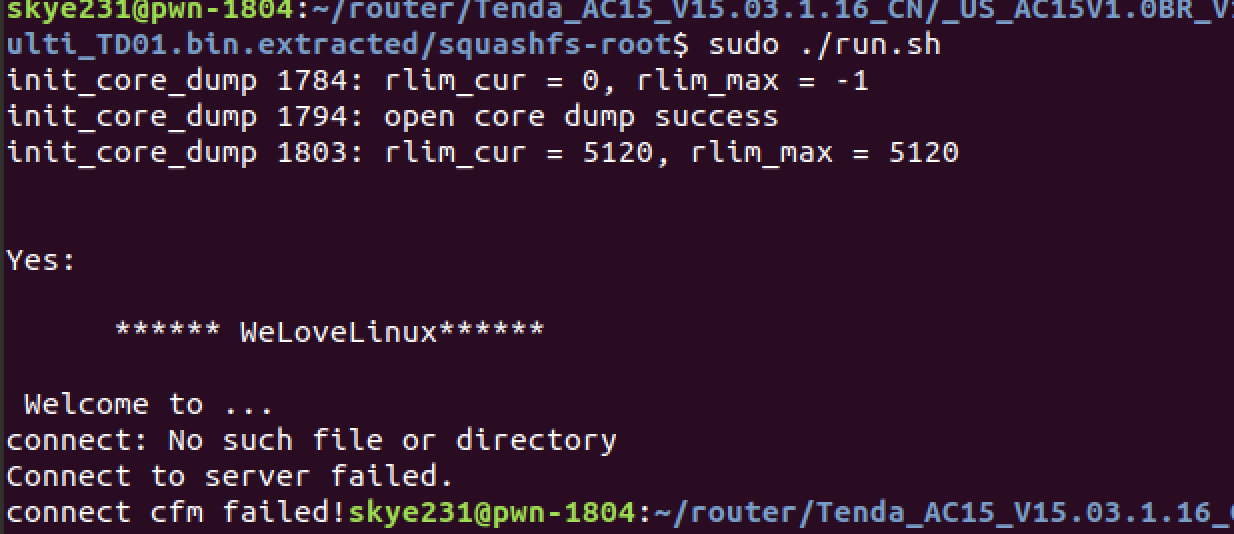 skye231@pwn-1804:~/router/Tenda_AC15_V15.03.1.16_CN/_US_AC15V1.0BR_V
ulti_TD01.bin.extracted/squashfs-root$ sudo ./run.sh
init_core_dump 1784: rlim_cur = 0, rlim_max = -1
init_core_dump 1794: open core dump success
init_core_dump 1803: rlim_cur = 5120, rlim_max = 5120
Yes:
****** WeLoveLinux******
Welcome to ...
connect: No such file or directory
Connect to server failed.
connect cfm failed!skye231@pwn-1804:~/router/Tenda_AC15_V15.03.1.16_